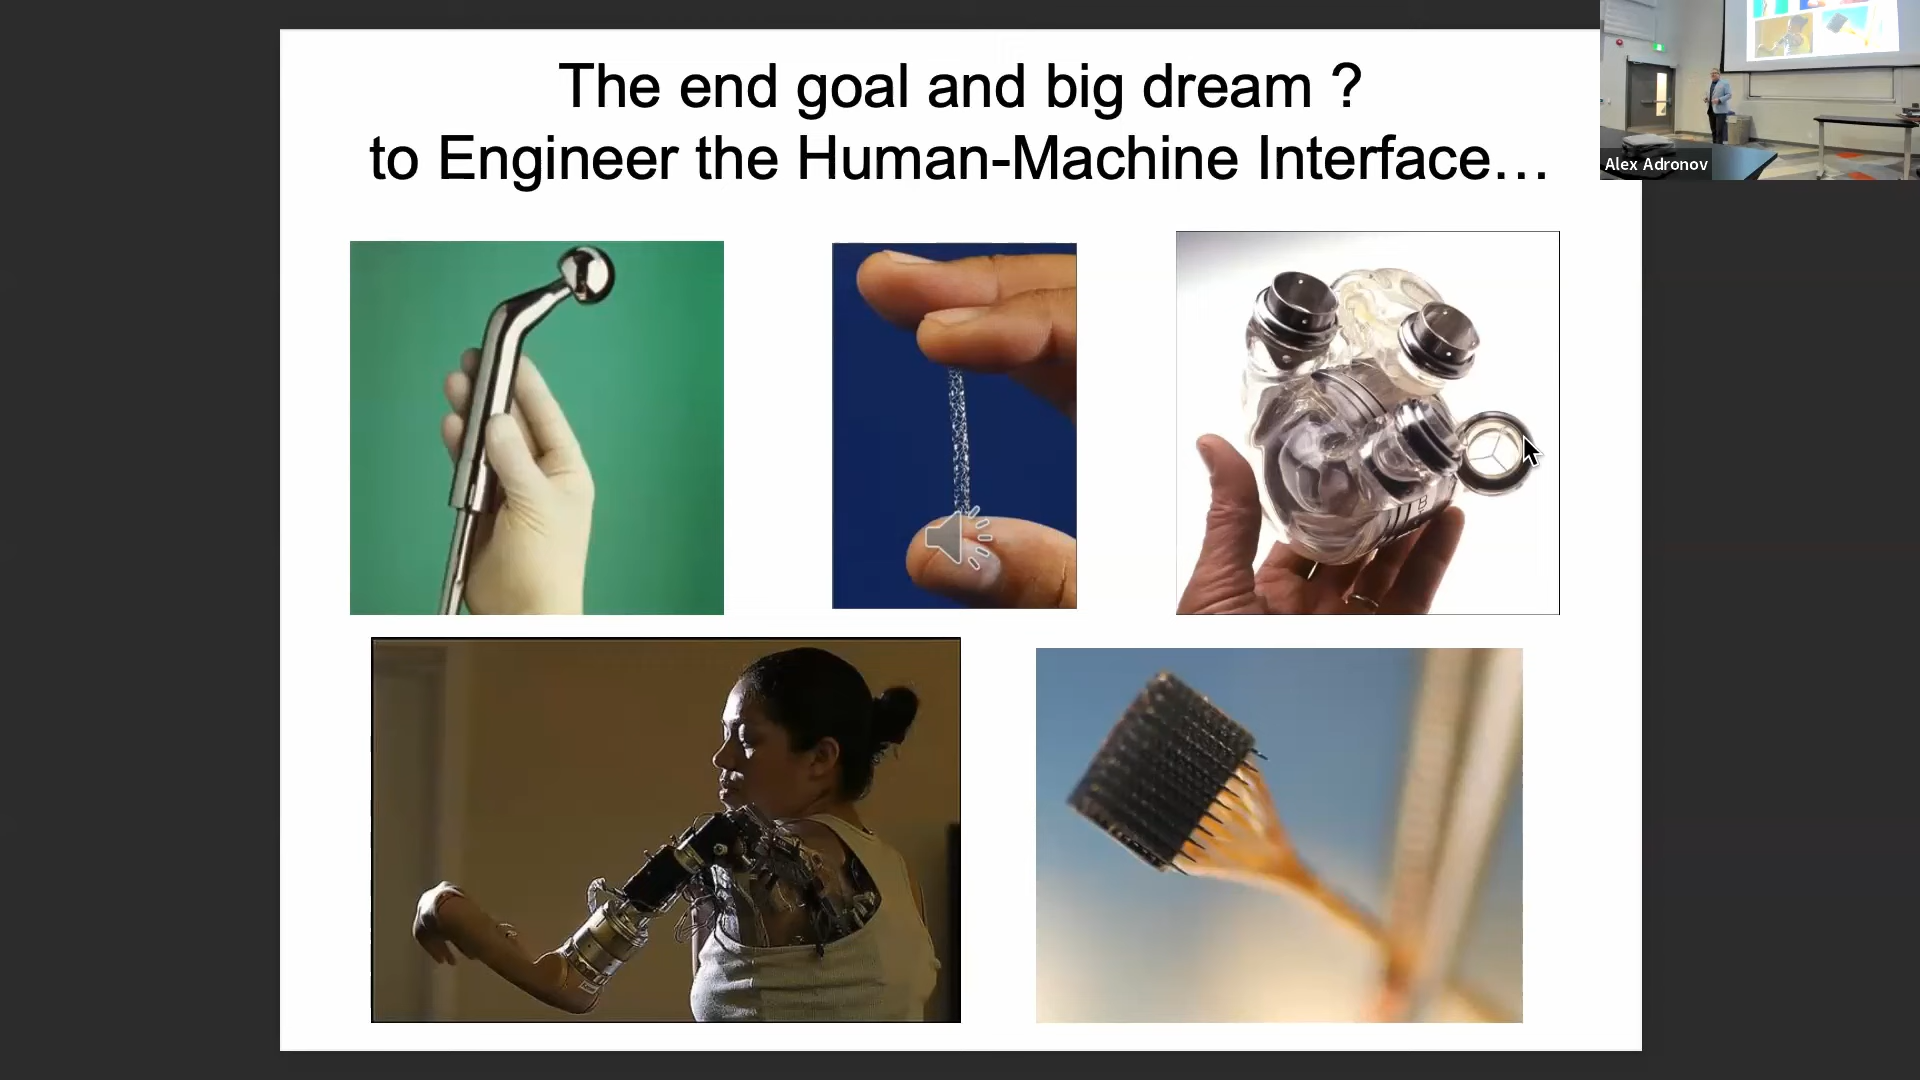 The end goal and big dream ?
to Engineer the Human-Machine Interface...
Alex Adronov